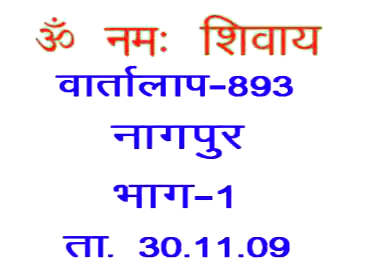 ॐ नमः शिवाय
वार्तालाप-893
नागपुर
भाग-1
ता. 30.11.09